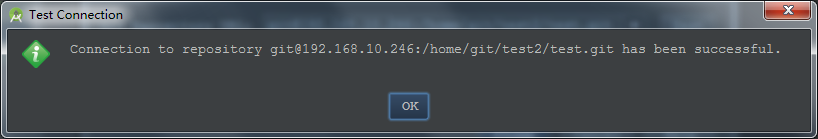 Test Connection
Connection to repository git@192.168.10.246:/home/git/test2/test.git has been successful.
OK